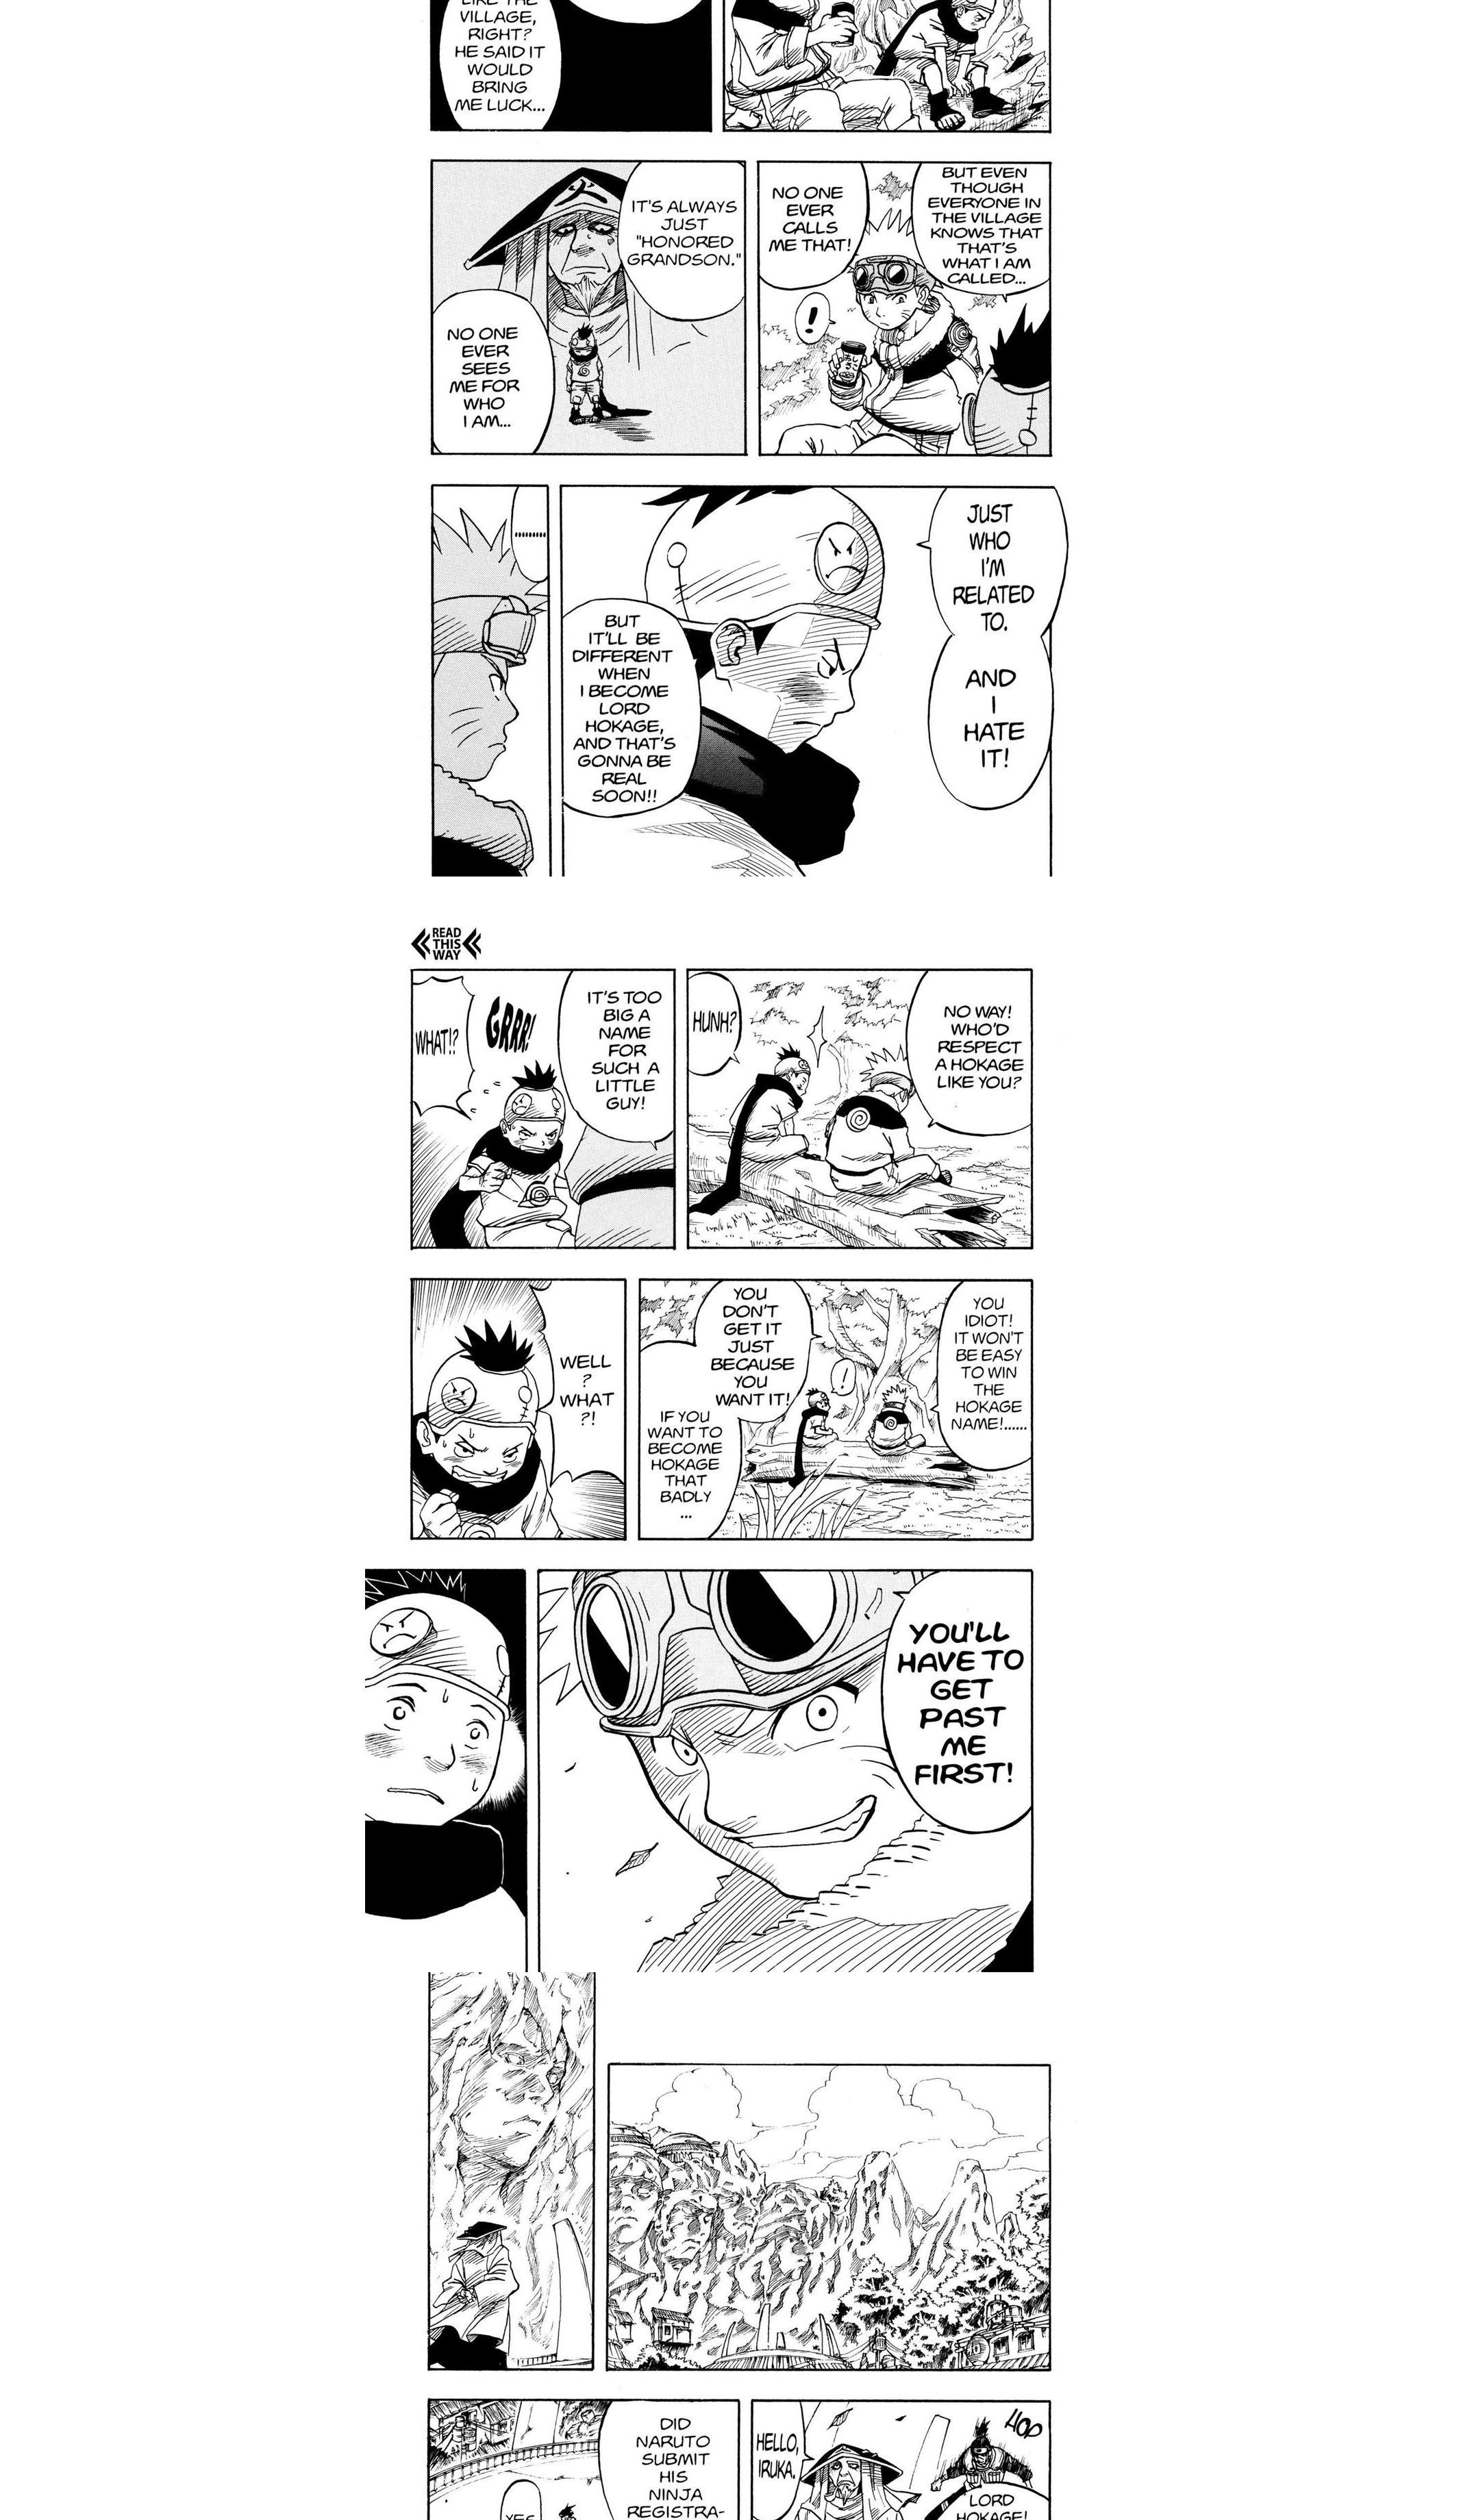 LIKE THE
VILLAGE,
RIGHT?
HE SAID IT
WOULD
BRING
ME LUCK...
BUT EVEN
THOUGH
EVERYONE IN
THE VILLAGE
KNOWS THAT
THAT'S
WHAT I AM
CALLED...
NO ONE
EVER
CALLS
ME THAT!
!
IT'S ALWAYS
JUST
"HONORED
GRANDSON."
火
NO ONE
EVER
SEES
ME FOR
WHO
I AM...
JUST
WHO
I'M
RELATED
TO.
AND
I
HATE
IT!
BUT
IT'LL BE
DIFFERENT
WHEN
I BECOME
LORD
HOKAGE,
AND THAT'S
GONNA BE
REAL
SOON!!
.........
READ
THIS
WAY
NO WAY!
WHO'D
RESPECT
A HOKAGE
LIKE YOU?
HUNH?
IT'S TOO
BIG A
NAME
FOR
SUCH A
LITTLE
GUY!
GRRR!
WHAT!?
YOU
IDIOT!
IT WON'T
BE EASY
TO WIN
THE
HOKAGE
NAME!......
!
YOU
DON'T
GET IT
JUST
BECAUSE
YOU
WANT IT!
IF YOU
WANT TO
BECOME
HOKAGE
THAT
BADLY
...
WELL
?
WHAT
?!
YOU'LL
HAVE TO
GET
PAST
ME
FIRST!
HOP
LORD
HOKAGE!
HELLO,
IRUKA.
DID
NARUTO
SUBMIT
HIS
NINJA
REGISTRA-
YES